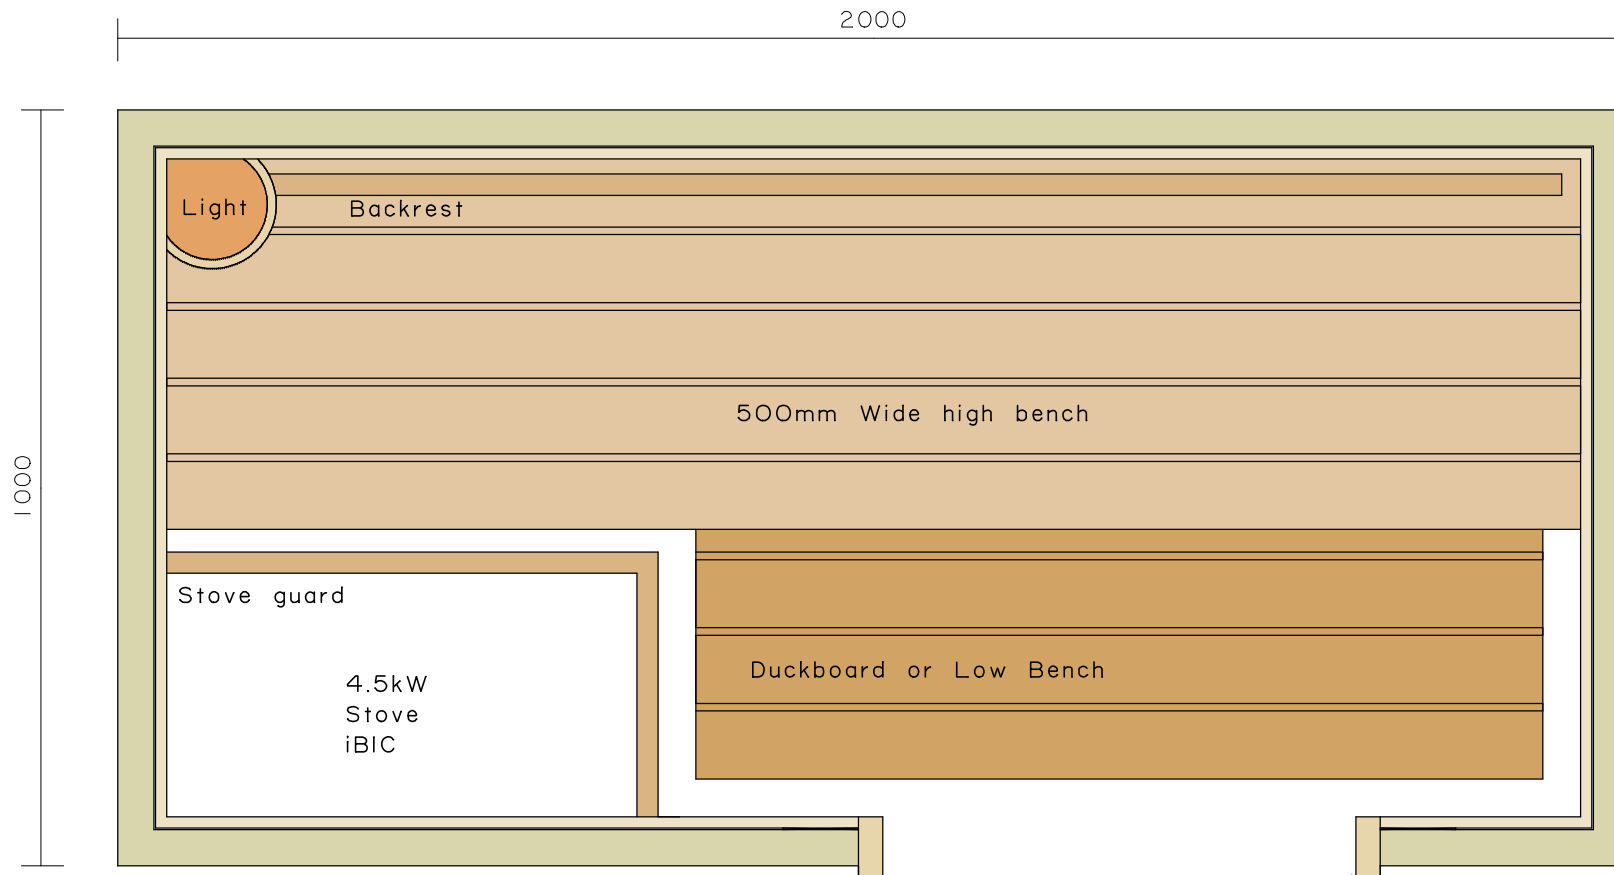 2000
Light
Backrest
1000
500mm Wide high bench
Stove guard
Duckboard or Low Bench
4.5kW
Stove
iBIC